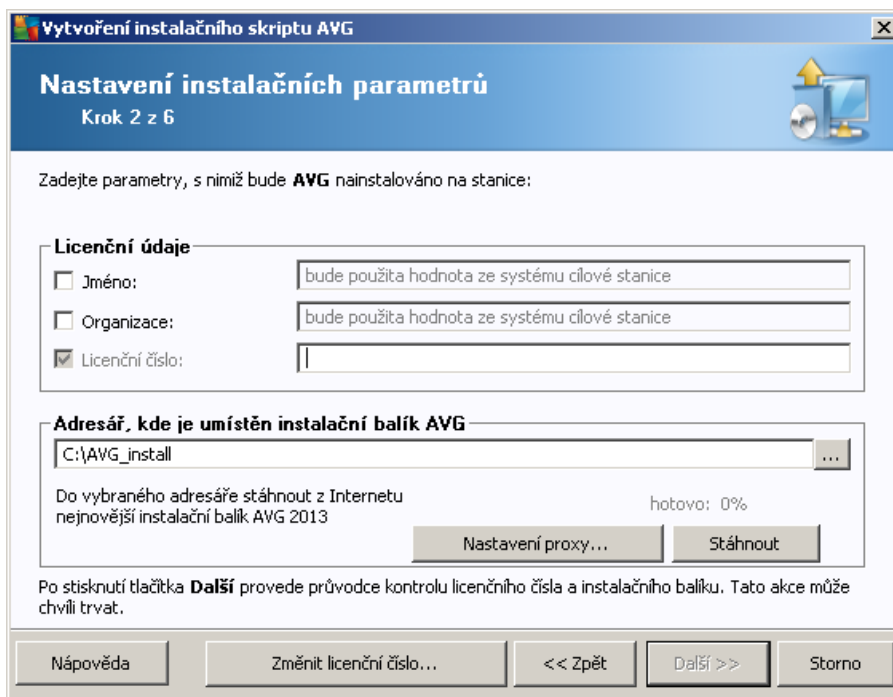 Vytvoření instalačního skriptu AVG
Nastavení instalačních parametrů
Krok 2 z 6
Zadejte parametry, s nimiž bude AVG nainstalováno na stanice:
Licenční údaje
Jméno:
bude použita hodnota ze systému cílové stanice
Organizace:
bude použita hodnota ze systému cílové stanice
Licenční číslo:
Adresář, kde je umístěn instalační balík AVG
C:\AVG_install
...
Do vybraného adresáře stáhnout z Internetu
nejnovější instalační balík AVG 2013
hotovo: 0%
Nastavení proxy...
Stáhnout
Po stisknutí tlačítka Další provede průvodce kontrolu licenčního čísla a instalačního balíku. Tato akce může
chvíli trvat.
Nápověda
Změnit licenční číslo...
<< Zpět
Další >>
Storno